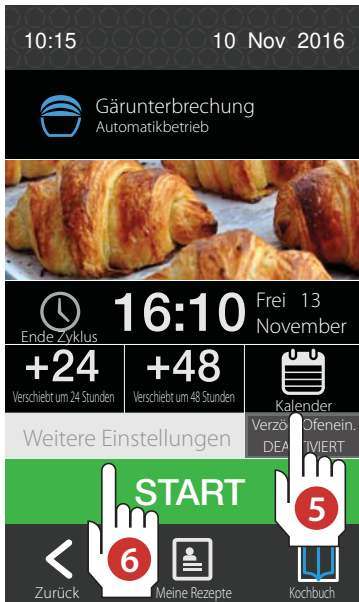 10:15 10 Nov 2016
Gärunterbrechung
Automatikbetrieb
16:10 Frei 13
November
Ende Zyklus
+24 +48
Verschiebt um 24 Stunden Verschiebt um 48 Stunden Kalender
Weitere Einstellungen
Ofenein.
START
5
6
Zurück Meine Rezepte Kochbuch